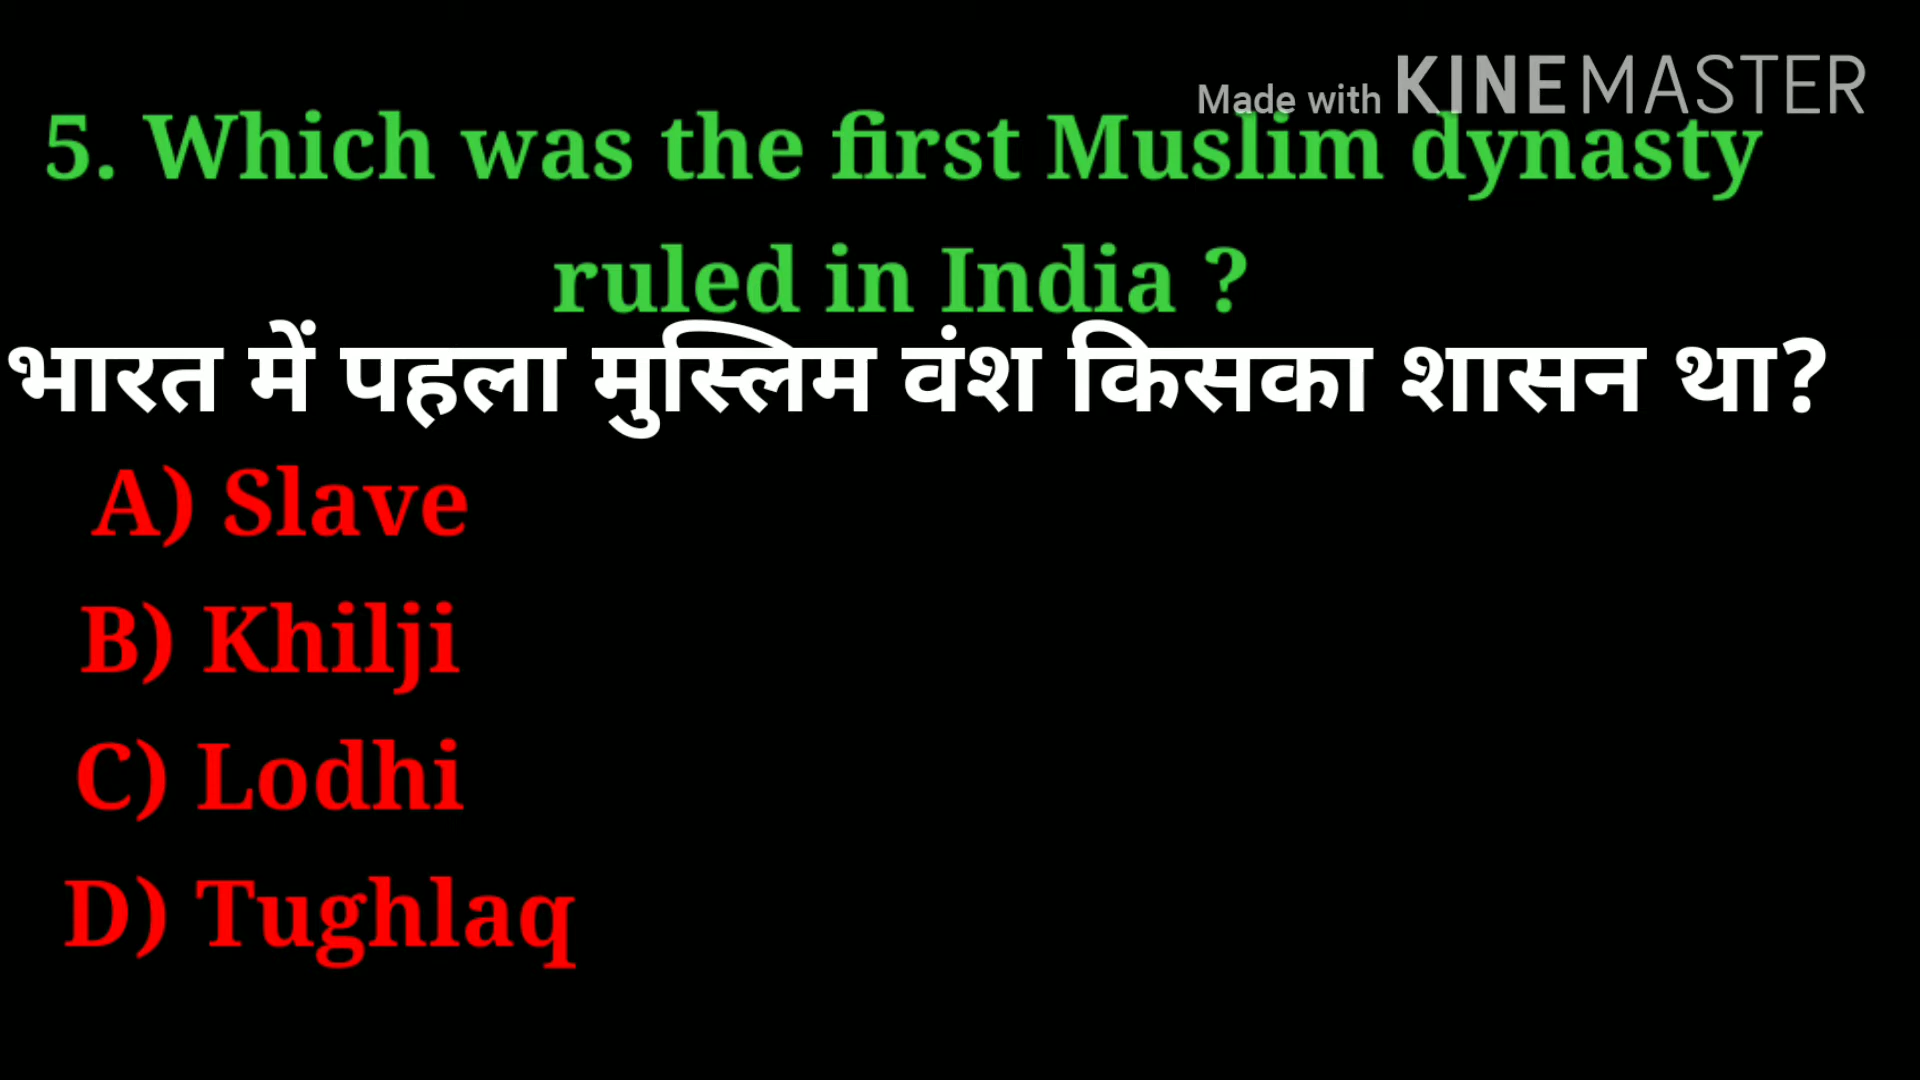 Made with KINEMASTER
5. Which was the first Muslim dynasty
ruled in India ?
भारत में पहला मुस्लिम वंश किसका शासन था?
A) Slave
B) Khilji
C) Lodhi
D) Tughlaq